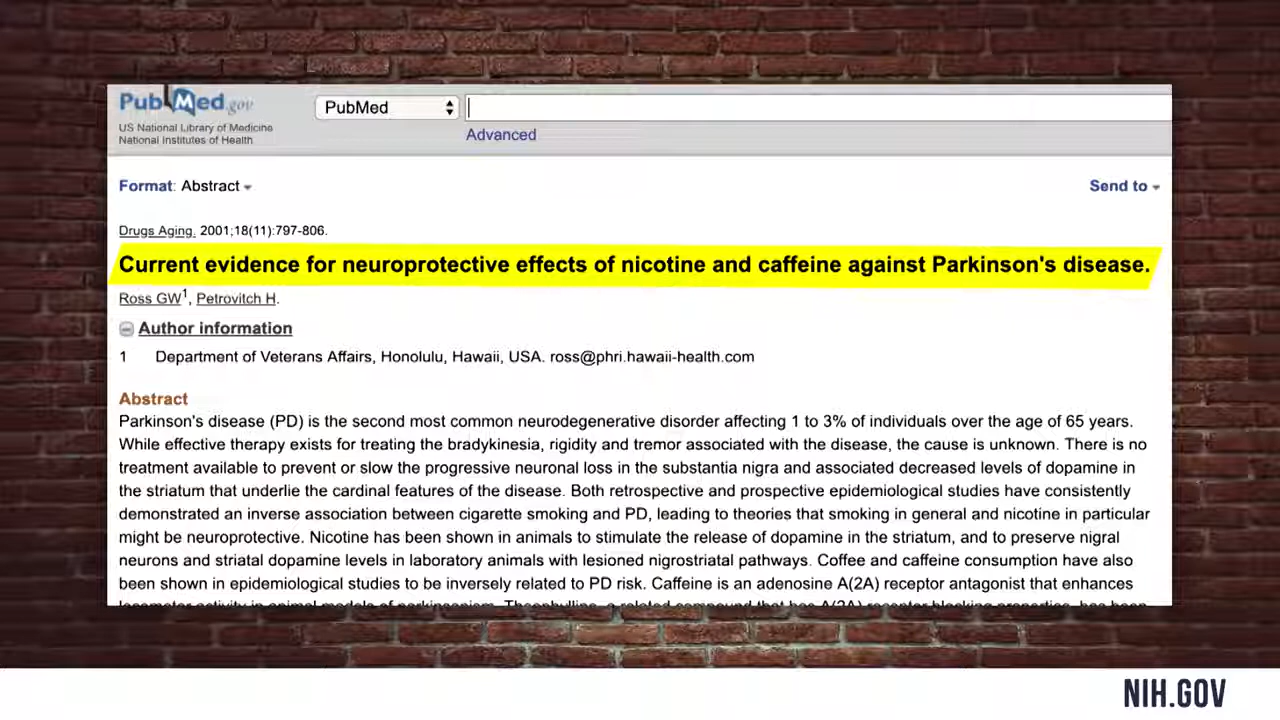 PubMed.gov
US National Library of Medicine
National Institutes of Health
PubMed
Advanced
Format: Abstract
Send to
Drugs Aging. 2001;18(11):797-806.
Current evidence for neuroprotective effects of nicotine and caffeine against Parkinson's disease.
Ross GW1, Petrovitch H.
Author information
1 Department of Veterans Affairs, Honolulu, Hawaii, USA. ross@phri.hawaii-health.com
Abstract
Parkinson's disease (PD) is the second most common neurodegenerative disorder affecting 1 to 3% of individuals over the age of 65 years.
While effective therapy exists for treating the bradykinesia, rigidity and tremor associated with the disease, the cause is unknown. There is no
treatment available to prevent or slow the progressive neuronal loss in the substantia nigra and associated decreased levels of dopamine in
the striatum that underlie the cardinal features of the disease. Both retrospective and prospective epidemiological studies have consistently
demonstrated an inverse association between cigarette smoking and PD, leading to theories that smoking in general and nicotine in particular
might be neuroprotective. Nicotine has been shown in animals to stimulate the release of dopamine in the striatum, and to preserve nigral
neurons and striatal dopamine levels in laboratory animals with lesioned nigrostriatal pathways. Coffee and caffeine consumption have also
been shown in epidemiological studies to be inversely related to PD risk. Caffeine is an adenosine A(2A) receptor antagonist that enhances
NIH.GOV